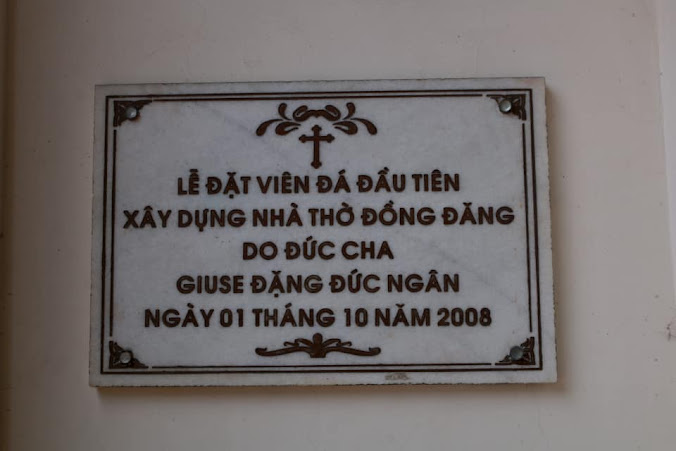 LỄ ĐẶT VIÊN ĐÁ ĐẦU TIÊN
XÂY DỰNG NHÀ THỜ ĐỒNG ĐĂNG
DO ĐỨC CHA
GIUSE ĐẶNG ĐỨC NGÂN
NGÀY 01 THÁNG 10 NĂM 2008